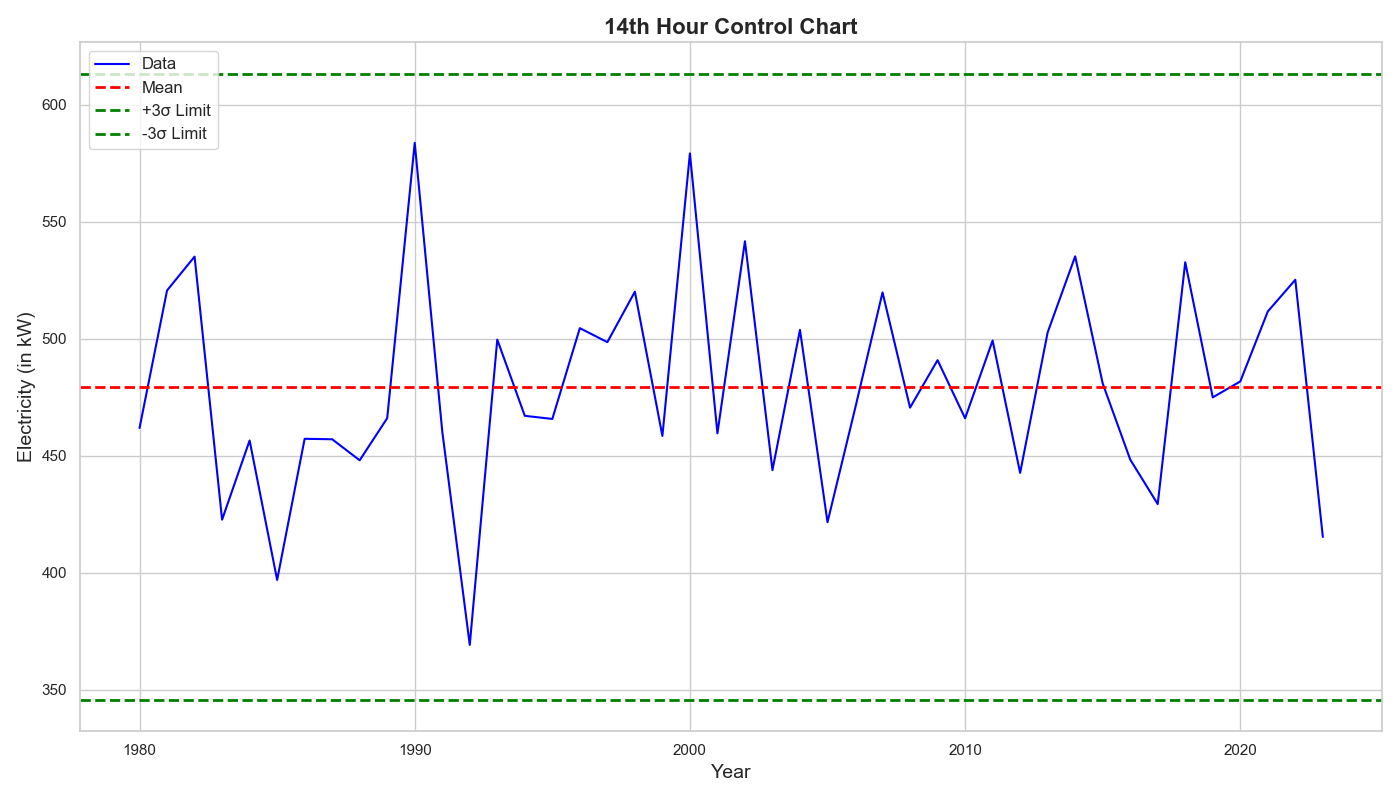 14th Hour Control Chart
Data
Mean
+3σ Limit
-3σ Limit
Electricity (in kW)
600
550
500
450
400
350
1980
1990
2000
2010
2020
Year